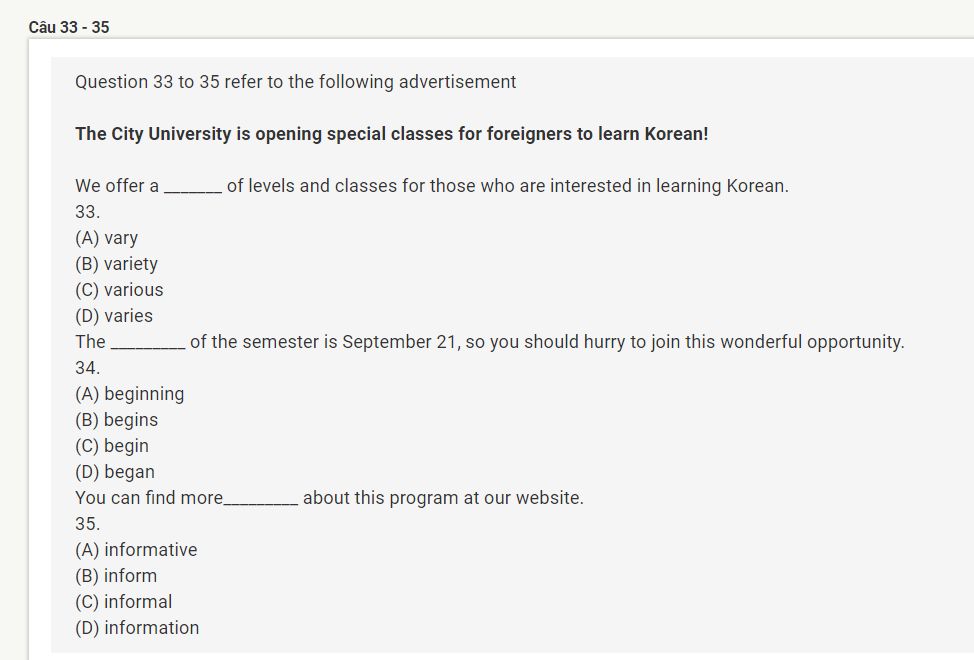 Câu 33 - 35
Question 33 to 35 refer to the following advertisement
The City University is opening special classes for foreigners to learn Korean!
We offer a _______ of levels and classes for those who are interested in learning Korean.
33.
(A) vary
(B) variety
(C) various
(D) varies
The _________ of the semester is September 21, so you should hurry to join this wonderful opportunity.
34.
(A) beginning
(B) begins
(C) begin
(D) began
You can find more_________ about this program at our website.
35.
(A) informative
(B) inform
(C) informal
(D) information